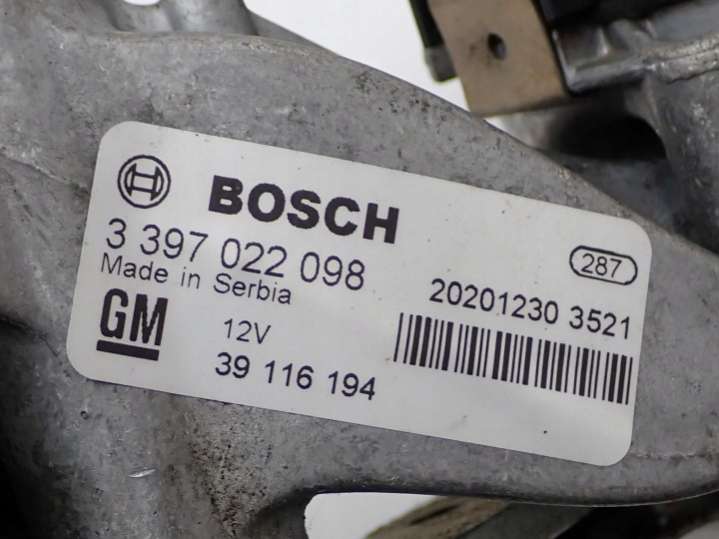 BOSCH
3 397 022 098
Made in Serbia
287
20201230 3521
GM
12V
39 116 194